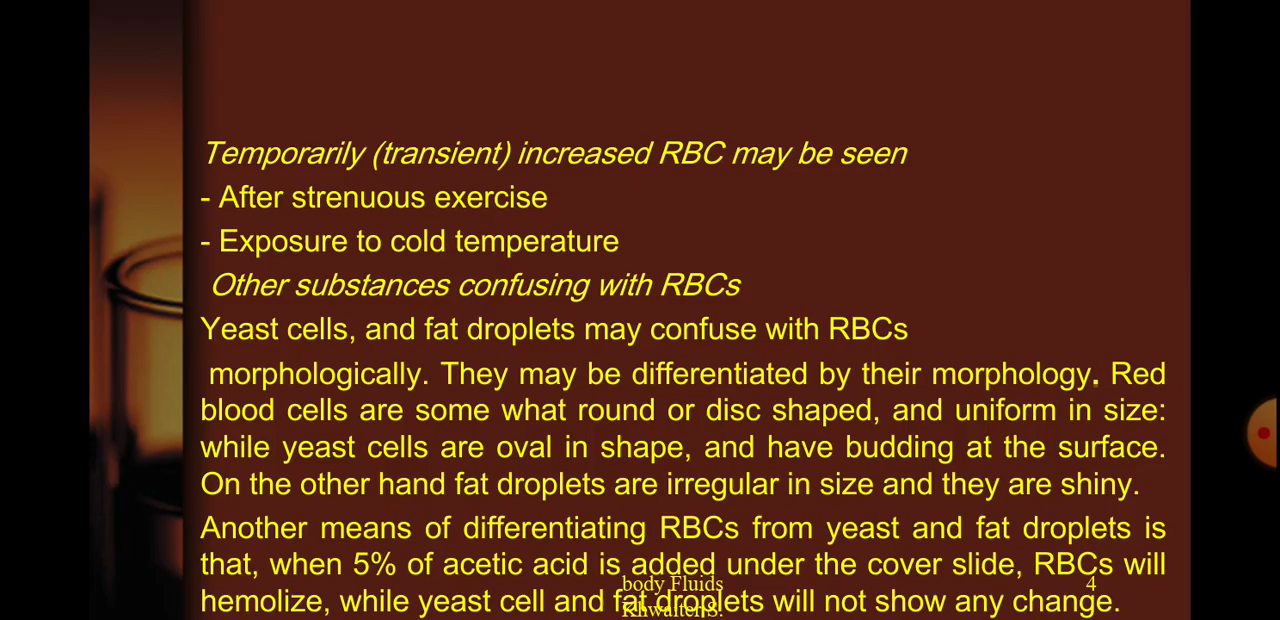 Temporarily (transient) increased RBC may be seen
- After strenuous exercise
- Exposure to cold temperature
Other substances confusing with RBCs
Yeast cells, and fat droplets may confuse with RBCs
morphologically. They may be differentiated by their morphology. Red
blood cells are some what round or disc shaped, and uniform in size:
while yeast cells are oval in shape, and have budding at the surface.
On the other hand fat droplets are irregular in size and they are shiny.
Another means of differentiating RBCs from yeast and fat droplets is
that, when 5% of acetic acid is added under the cover slide, RBCs will
hemolize, while yeast cell and fat droplets will not show any change.
body Fluids
Khwaiten S.
4